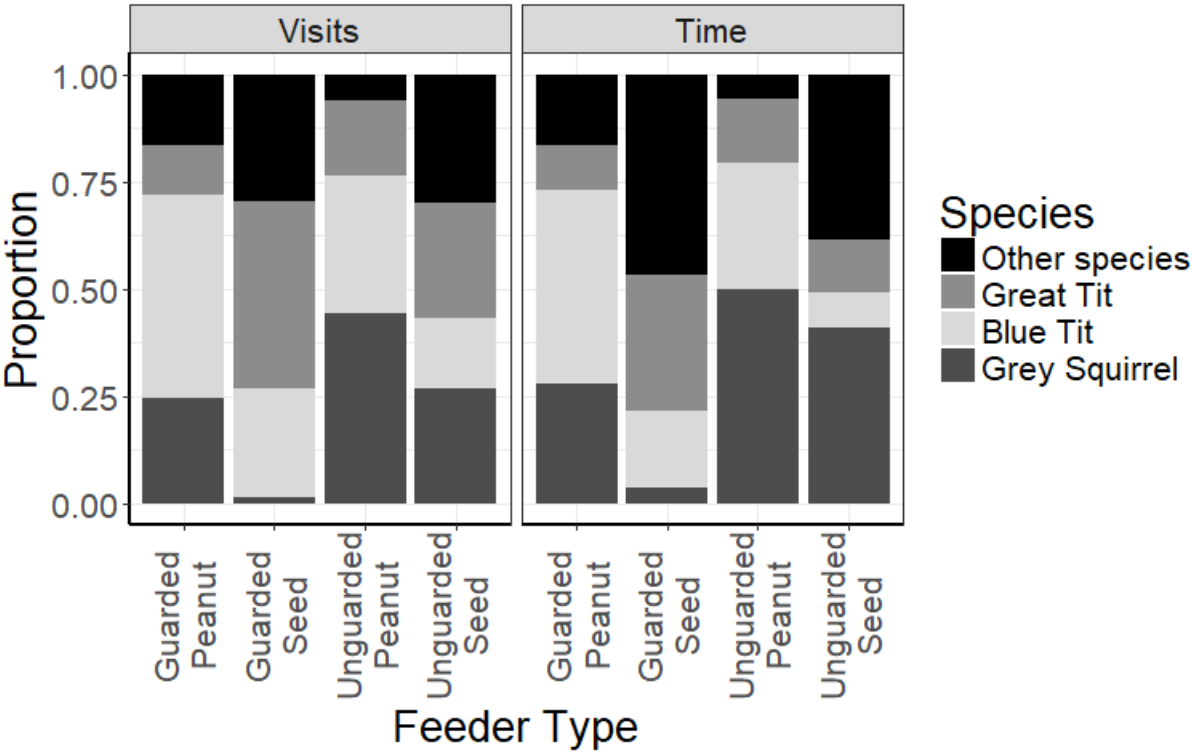 Visits
Time
1.00
0.75
0.50
0.25
0.00
Proportion
Guarded
Peanut
Guarded
Seed
Unguarded
Peanut
Unguarded
Seed
Guarded
Peanut
Guarded
Seed
Unguarded
Peanut
Unguarded
Seed
Feeder Type
Species
Other species
Great Tit
Blue Tit
Grey Squirrel